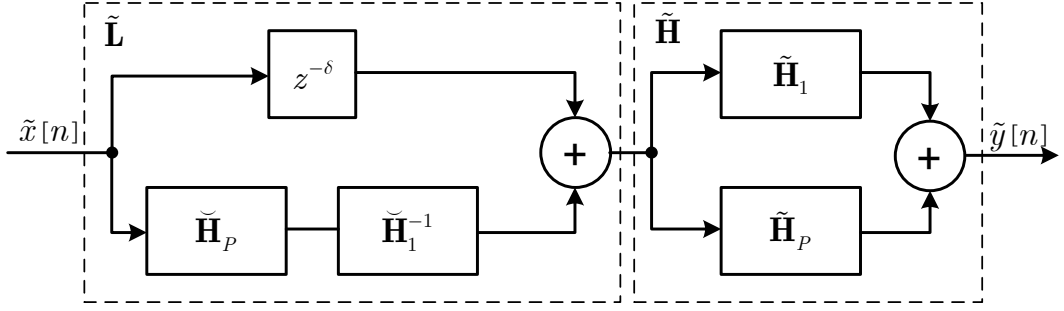 L̃
H̃
z^{-δ}
H̃_1
x̃[n]
+
+
ỹ[n]
H̆_P
H̆_1^{-1}
H̃_P